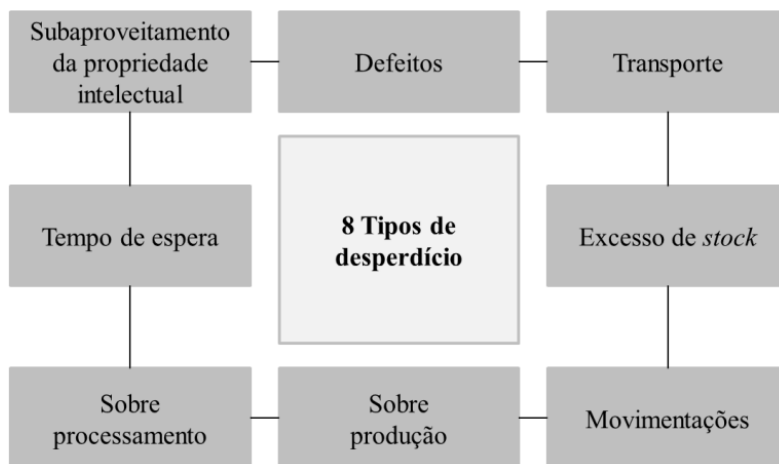 Subaproveitamento
da propriedade
intelectual
Defeitos
Transporte
Tempo de espera
8 Tipos de
desperdício
Excesso de stock
Sobre
processamento
Sobre
produção
Movimentações